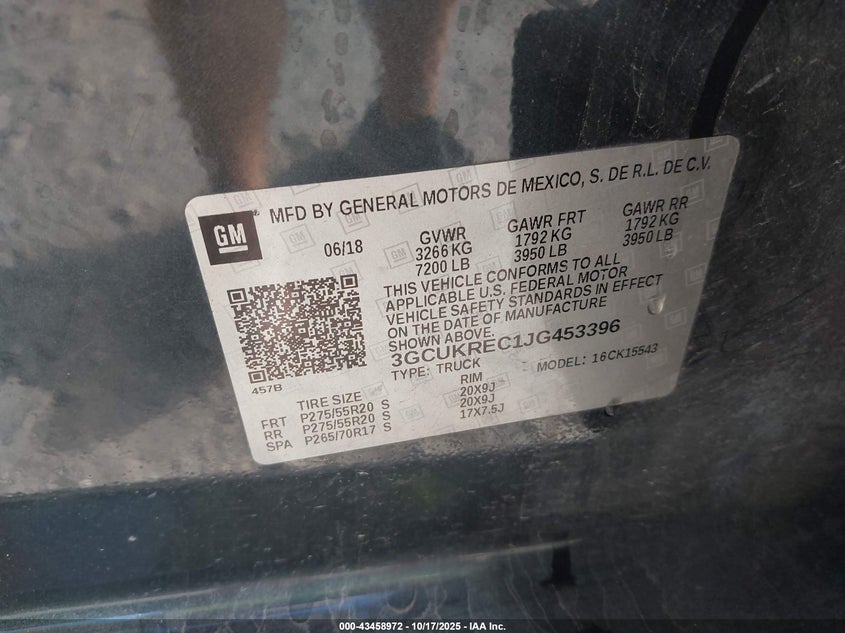 GM
MFD BY GENERAL MOTORS DE MEXICO, S. DE R.L. DE C.V.
06/18
GVWR
3266 KG
7200 LB
GAWR FRT
1792 KG
3950 LB
GAWR RR
1792 KG
3950 LB
THIS VEHICLE CONFORMS TO ALL
APPLICABLE U.S. FEDERAL MOTOR
VEHICLE SAFETY STANDARDS IN EFFECT
ON THE DATE OF MANUFACTURE
SHOWN ABOVE.
3GCUKREC1JG453396
TYPE: TRUCK
MODEL: 16CK15543
457B
TIRE SIZE RIM
FRT P275/55R20 S 20X9J
RR P275/55R20 S 20X9J
SPA P265/70R17 S 17X7.5J
000-43458972 - 10/17/2025 - IAA Inc.